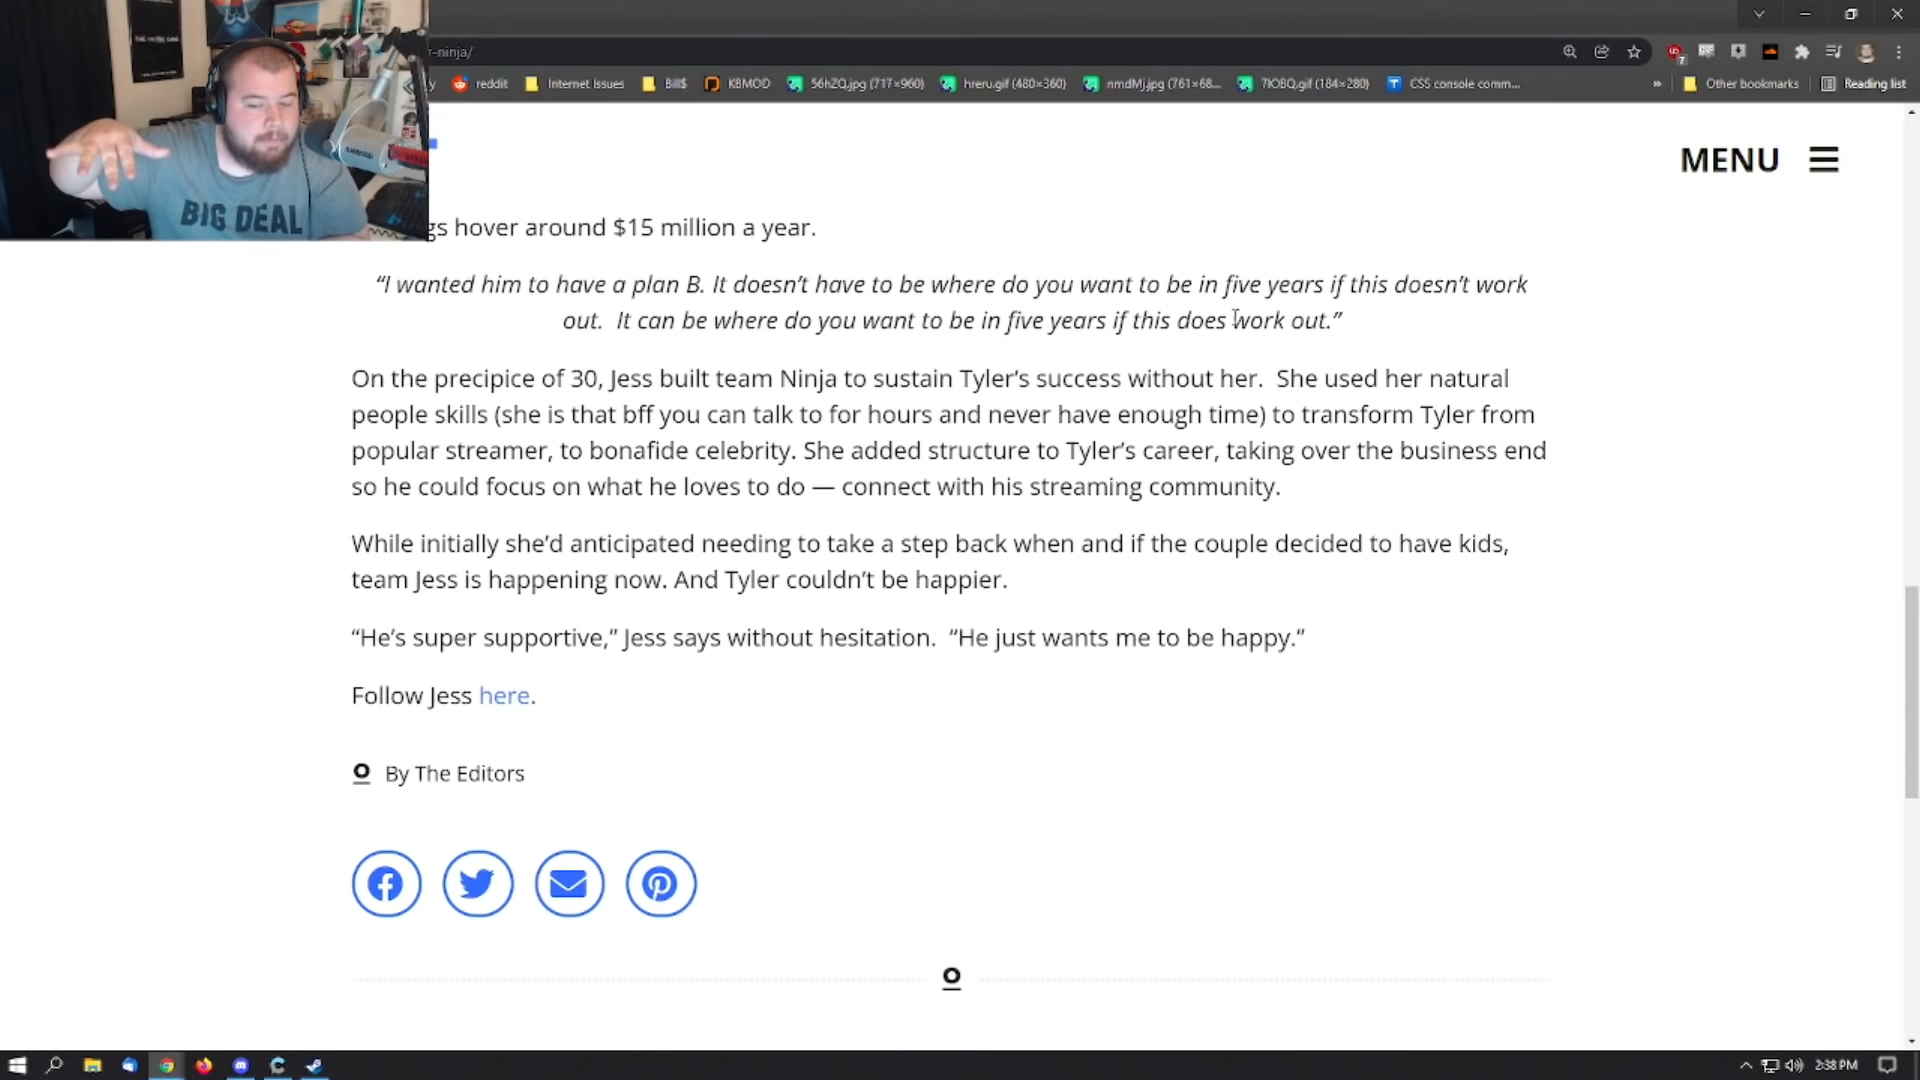 BIG DEAL
r-ninja/
reddit
Internet Issues
Bill$
KBMOD
56hZQ.jpg (717×960)
hreru.gif (480×360)
nmdMj.jpg (761×68...
7IOBQ.gif (184×280)
CSS console comm...
»
Other bookmarks
Reading list
MENU
gs hover around $15 million a year.
“I wanted him to have a plan B. It doesn’t have to be where do you want to be in five years if this doesn’t work
out.  It can be where do you want to be in five years if this does work out.”
On the precipice of 30, Jess built team Ninja to sustain Tyler’s success without her.  She used her natural
people skills (she is that bff you can talk to for hours and never have enough time) to transform Tyler from
popular streamer, to bonafide celebrity. She added structure to Tyler’s career, taking over the business end
so he could focus on what he loves to do — connect with his streaming community.
While initially she’d anticipated needing to take a step back when and if the couple decided to have kids,
team Jess is happening now. And Tyler couldn’t be happier.
“He’s super supportive,” Jess says without hesitation.  “He just wants me to be happy.”
Follow Jess here.
By The Editors
2:38 PM